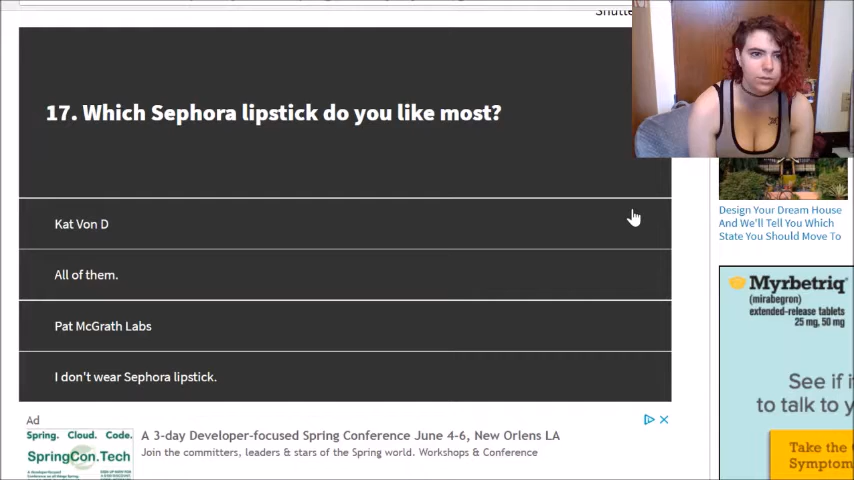 17. Which Sephora lipstick do you like most?
Kat Von D
All of them.
Pat McGrath Labs
I don't wear Sephora lipstick.
Design Your Dream House
And We'll Tell You Which
State You Should Move To
Myrbetriq
(mirabegron)
extended-release tablets
25 mg, 50 mg
See if i
to talk to y
Take the
Symptom
Ad
Spring. Cloud. Code.
SpringCon.Tech
A 3-day Developer-focused Spring Conference June 4-6, New Orlens LA
Join the committers, leaders & stars of the Spring world. Workshops & Conference